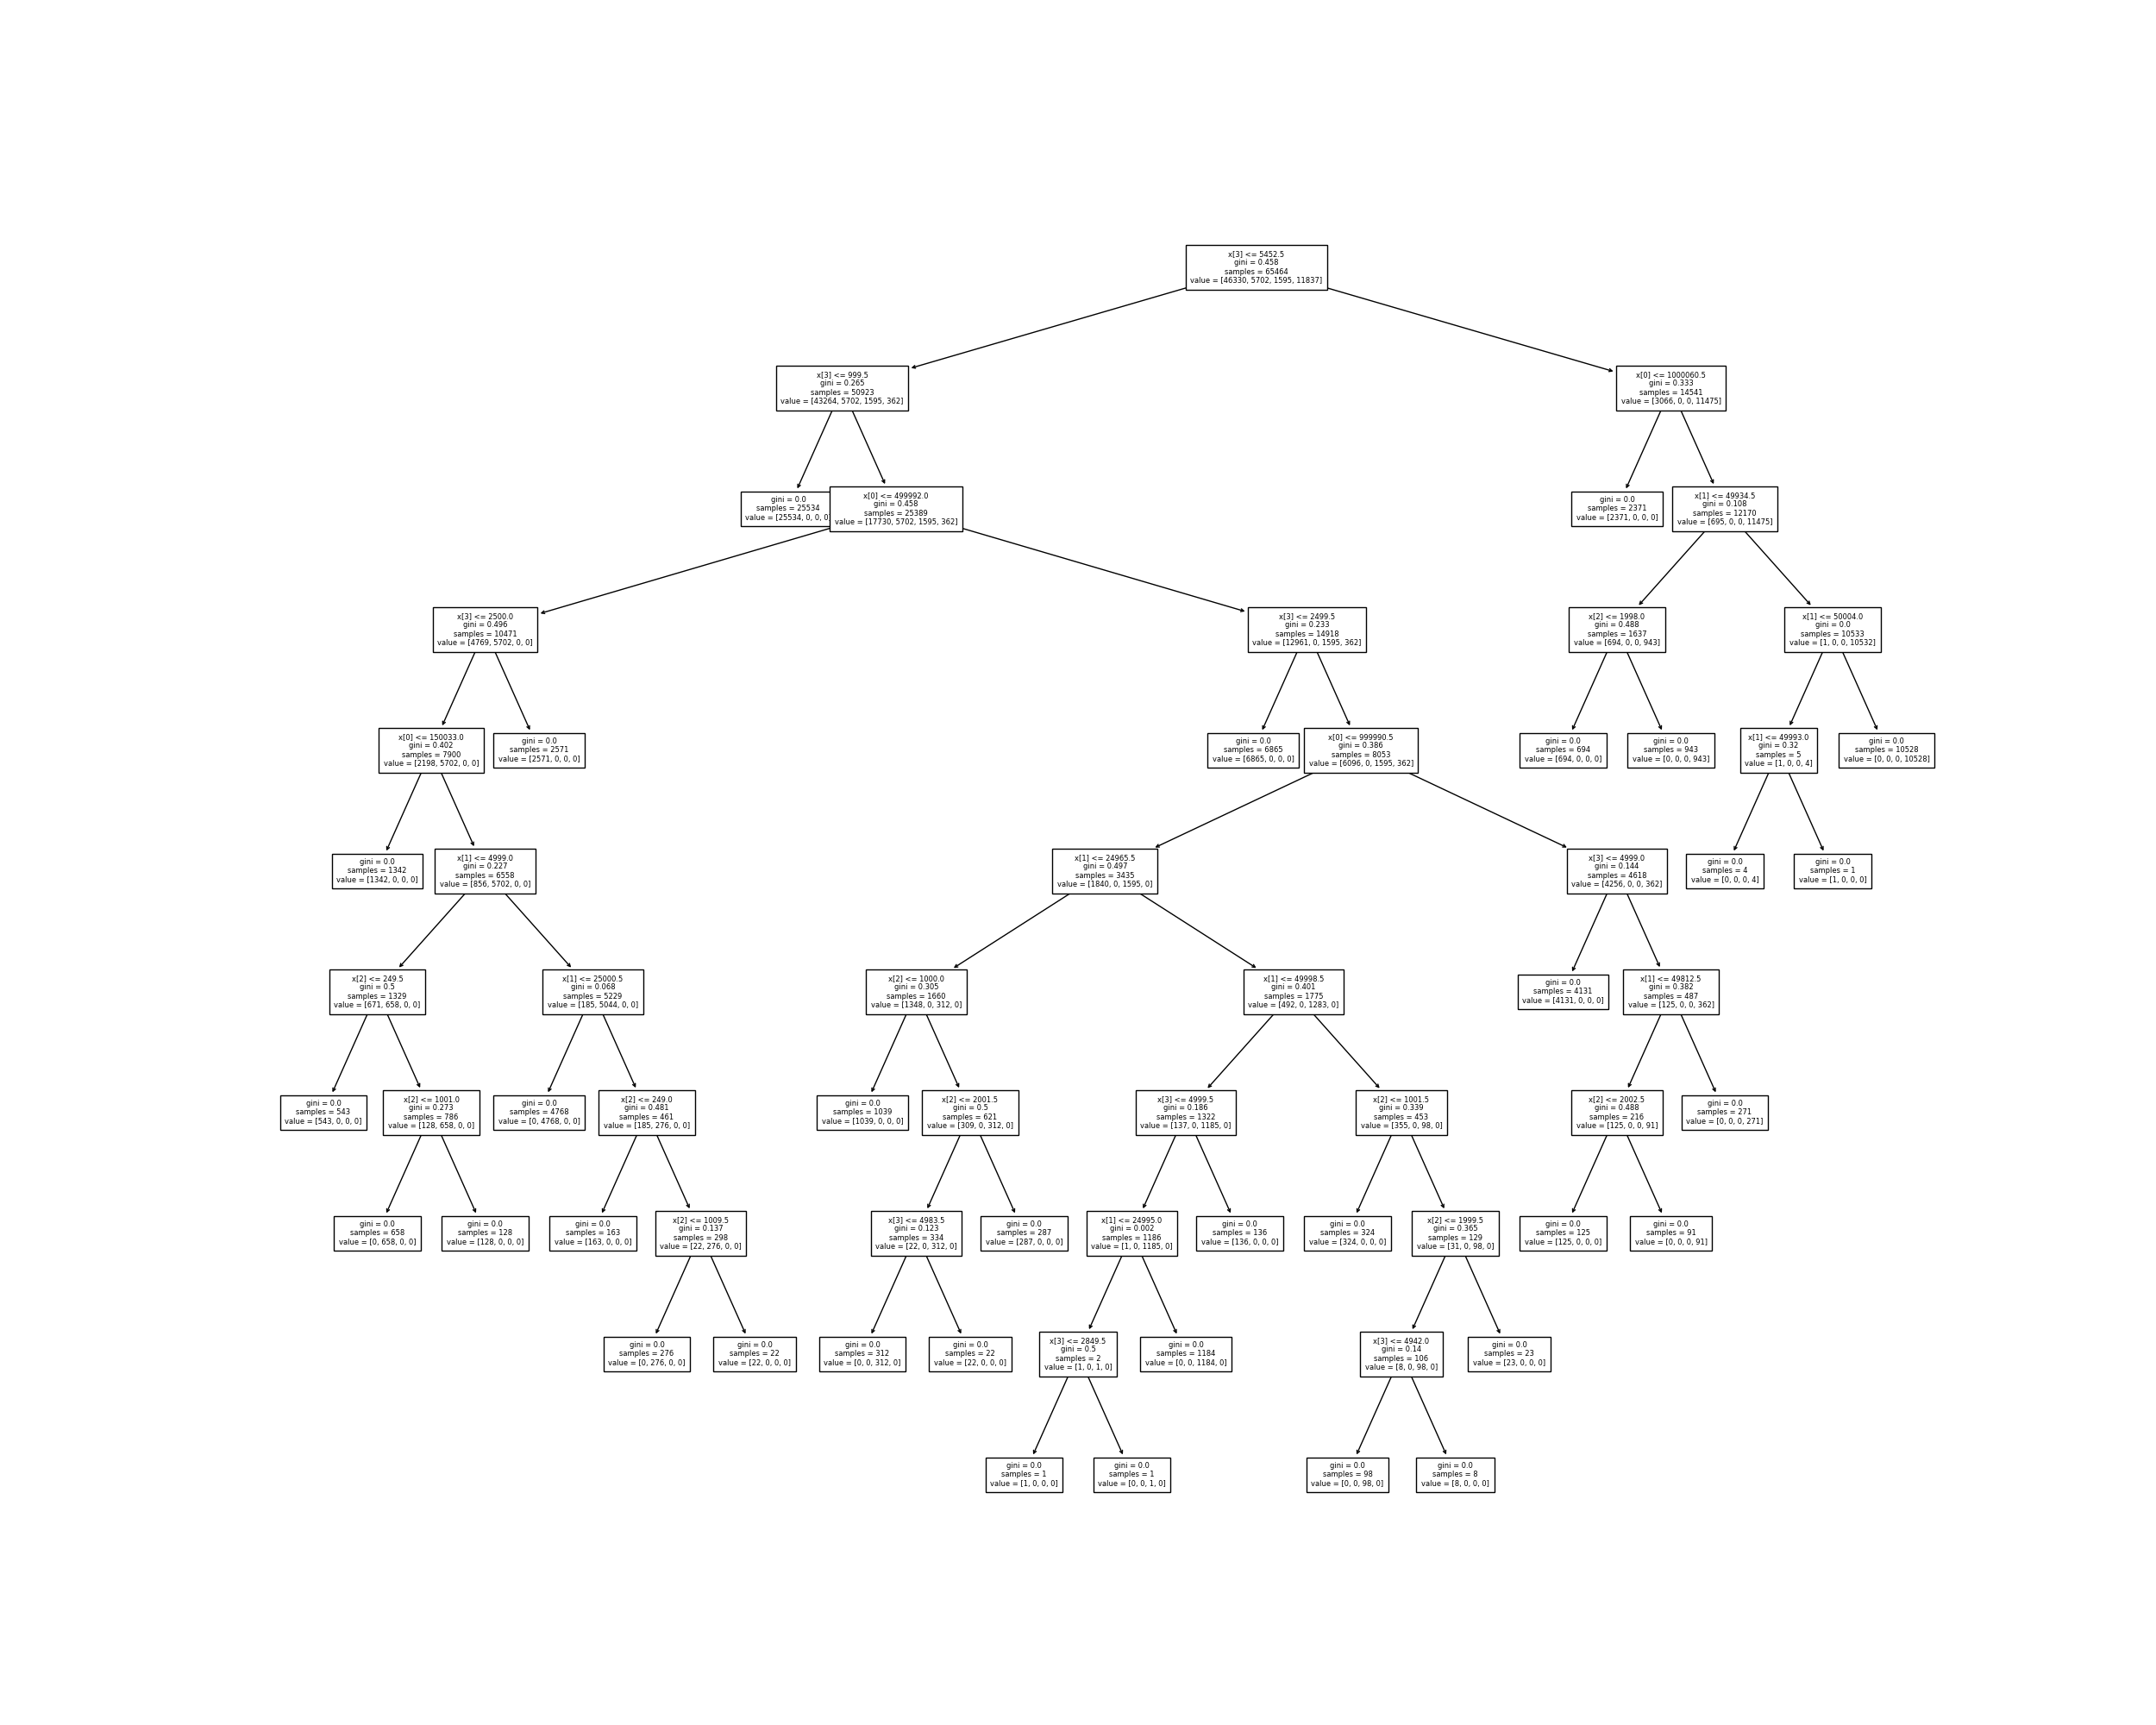 x[3] <= 5452.5
gini = 0.458
samples = 65464
value = [46330, 5702, 1595, 11837]
x[3] <= 999.5
gini = 0.265
samples = 50923
value = [43264, 5702, 1595, 362]
x[0] <= 1000060.5
gini = 0.333
samples = 14541
value = [3066, 0, 0, 11475]
gini = 0.0
samples = 25534
value = [25534, 0, 0, 0
x[0] <= 499992.0
gini = 0.458
samples = 25389
value = [17730, 5702, 1595, 362]
gini = 0.0
samples = 2371
value = [2371, 0, 0, 0]
x[1] <= 49934.5
gini = 0.108
samples = 12170
value = [695, 0, 0, 11475]
x[3] <= 2500.0
gini = 0.496
samples = 10471
value = [4769, 5702, 0, 0]
x[3] <= 2499.5
gini = 0.233
samples = 14918
value = [12961, 0, 1595, 362]
x[2] <= 1998.0
gini = 0.488
samples = 1637
value = [694, 0, 0, 943]
x[1] <= 50004.0
gini = 0.0
samples = 10533
value = [1, 0, 0, 10532]
x[0] <= 150033.0
gini = 0.402
samples = 7900
value = [2198, 5702, 0, 0]
gini = 0.0
samples = 2571
value = [2571, 0, 0, 0]
gini = 0.0
samples = 6865
value = [6865, 0, 0, 0]
x[0] <= 999990.5
gini = 0.386
samples = 8053
value = [6096, 0, 1595, 362]
gini = 0.0
samples = 694
value = [694, 0, 0, 0]
gini = 0.0
samples = 943
value = [0, 0, 0, 943]
x[1] <= 49993.0
gini = 0.32
samples = 5
value = [1, 0, 0, 4]
gini = 0.0
samples = 10528
value = [0, 0, 0, 10528]
gini = 0.0
samples = 1342
value = [1342, 0, 0, 0]
x[1] <= 4999.0
gini = 0.227
samples = 6558
value = [856, 5702, 0, 0]
x[1] <= 24965.5
gini = 0.497
samples = 3435
value = [1840, 0, 1595, 0]
x[3] <= 4999.0
gini = 0.144
samples = 4618
value = [4256, 0, 0, 362]
gini = 0.0
samples = 4
value = [0, 0, 0, 4]
gini = 0.0
samples = 1
value = [1, 0, 0, 0]
x[2] <= 249.5
gini = 0.5
samples = 1329
value = [671, 658, 0, 0]
x[1] <= 25000.5
gini = 0.068
samples = 5229
value = [185, 5044, 0, 0]
x[2] <= 1000.0
gini = 0.305
samples = 1660
value = [1348, 0, 312, 0]
x[1] <= 49998.5
gini = 0.401
samples = 1775
value = [492, 0, 1283, 0]
gini = 0.0
samples = 4131
value = [4131, 0, 0, 0]
x[1] <= 49812.5
gini = 0.382
samples = 487
value = [125, 0, 0, 362]
gini = 0.0
samples = 543
value = [543, 0, 0, 0]
x[2] <= 1001.0
gini = 0.273
samples = 786
value = [128, 658, 0, 0]
gini = 0.0
samples = 4768
value = [0, 4768, 0, 0]
x[2] <= 249.0
gini = 0.481
samples = 461
value = [185, 276, 0, 0]
gini = 0.0
samples = 1039
value = [1039, 0, 0, 0]
x[2] <= 2001.5
gini = 0.5
samples = 621
value = [309, 0, 312, 0]
x[3] <= 4999.5
gini = 0.186
samples = 1322
value = [137, 0, 1185, 0]
x[2] <= 1001.5
gini = 0.339
samples = 453
value = [355, 0, 98, 0]
x[2] <= 2002.5
gini = 0.488
samples = 216
value = [125, 0, 0, 91]
gini = 0.0
samples = 271
value = [0, 0, 0, 271]
gini = 0.0
samples = 658
value = [0, 658, 0, 0]
gini = 0.0
samples = 128
value = [128, 0, 0, 0]
gini = 0.0
samples = 163
value = [163, 0, 0, 0]
x[2] <= 1009.5
gini = 0.137
samples = 298
value = [22, 276, 0, 0]
x[3] <= 4983.5
gini = 0.123
samples = 334
value = [22, 0, 312, 0]
gini = 0.0
samples = 287
value = [287, 0, 0, 0]
x[1] <= 24995.0
gini = 0.002
samples = 1186
value = [1, 0, 1185, 0]
gini = 0.0
samples = 136
value = [136, 0, 0, 0]
gini = 0.0
samples = 324
value = [324, 0, 0, 0]
x[2] <= 1999.5
gini = 0.365
samples = 129
value = [31, 0, 98, 0]
gini = 0.0
samples = 125
value = [125, 0, 0, 0]
gini = 0.0
samples = 91
value = [0, 0, 0, 91]
gini = 0.0
samples = 276
value = [0, 276, 0, 0]
gini = 0.0
samples = 22
value = [22, 0, 0, 0]
gini = 0.0
samples = 312
value = [0, 0, 312, 0]
gini = 0.0
samples = 22
value = [22, 0, 0, 0]
x[3] <= 2849.5
gini = 0.5
samples = 2
value = [1, 0, 1, 0]
gini = 0.0
samples = 1184
value = [0, 0, 1184, 0]
x[3] <= 4942.0
gini = 0.14
samples = 106
value = [8, 0, 98, 0]
gini = 0.0
samples = 23
value = [23, 0, 0, 0]
gini = 0.0
samples = 1
value = [1, 0, 0, 0]
gini = 0.0
samples = 1
value = [0, 0, 1, 0]
gini = 0.0
samples = 98
value = [0, 0, 98, 0]
gini = 0.0
samples = 8
value = [8, 0, 0, 0]